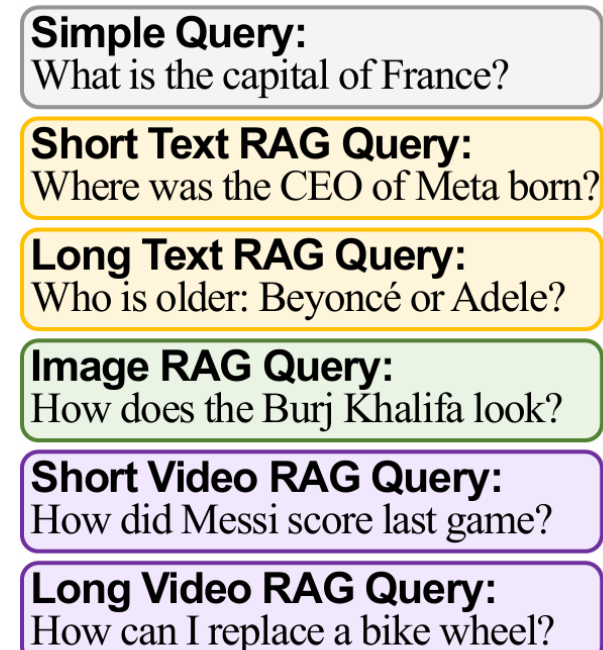 Simple Query:
What is the capital of France?
Short Text RAG Query:
Where was the CEO of Meta born?
Long Text RAG Query:
Who is older: Beyoncé or Adele?
Image RAG Query:
How does the Burj Khalifa look?
Short Video RAG Query:
How did Messi score last game?
Long Video RAG Query:
How can I replace a bike wheel?